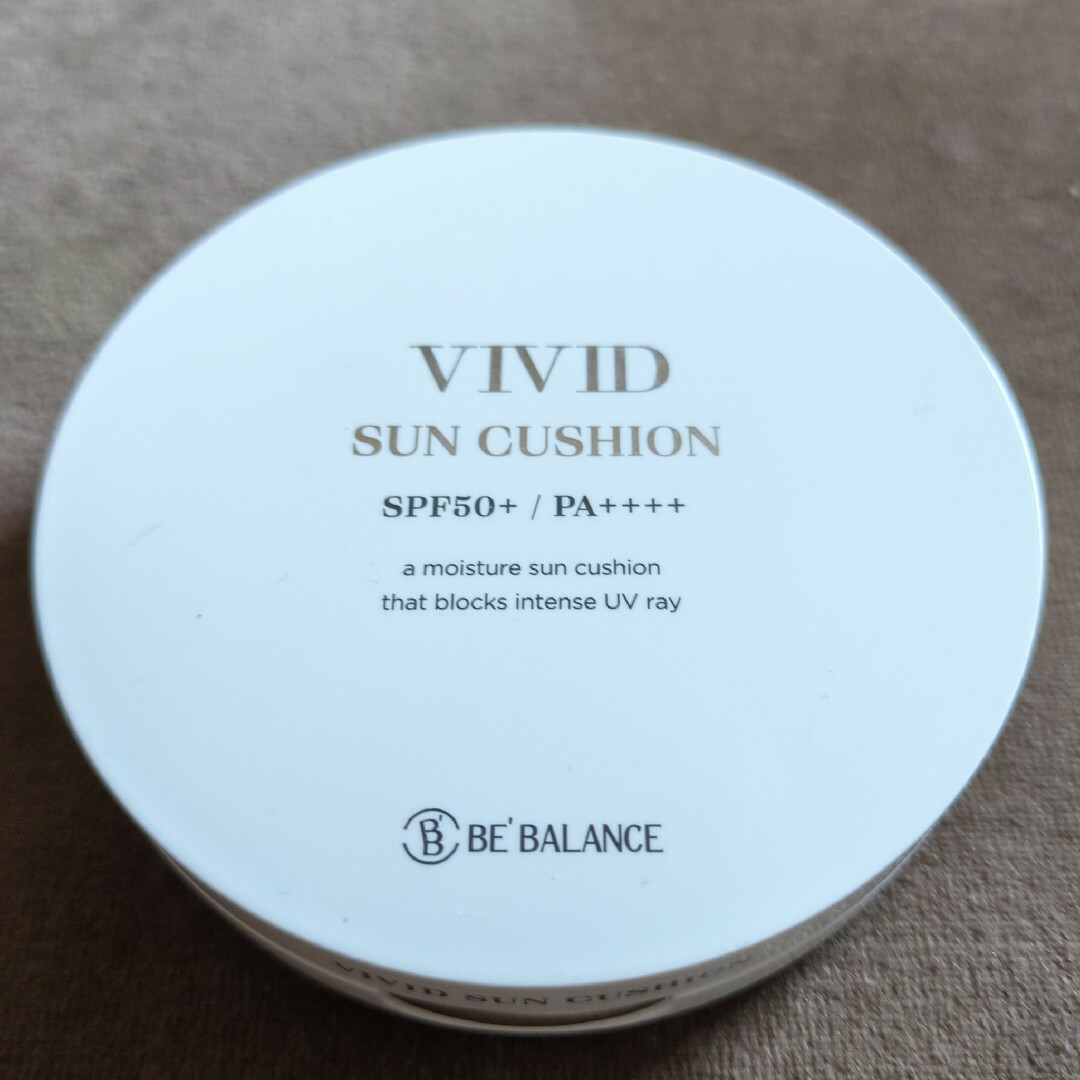 VIVID
SUN CUSHION
SPF50+ / PA++++
a moisture sun cushion
that blocks intense UV ray
B' BE' BALANCE
VIVID SUN CUSHION